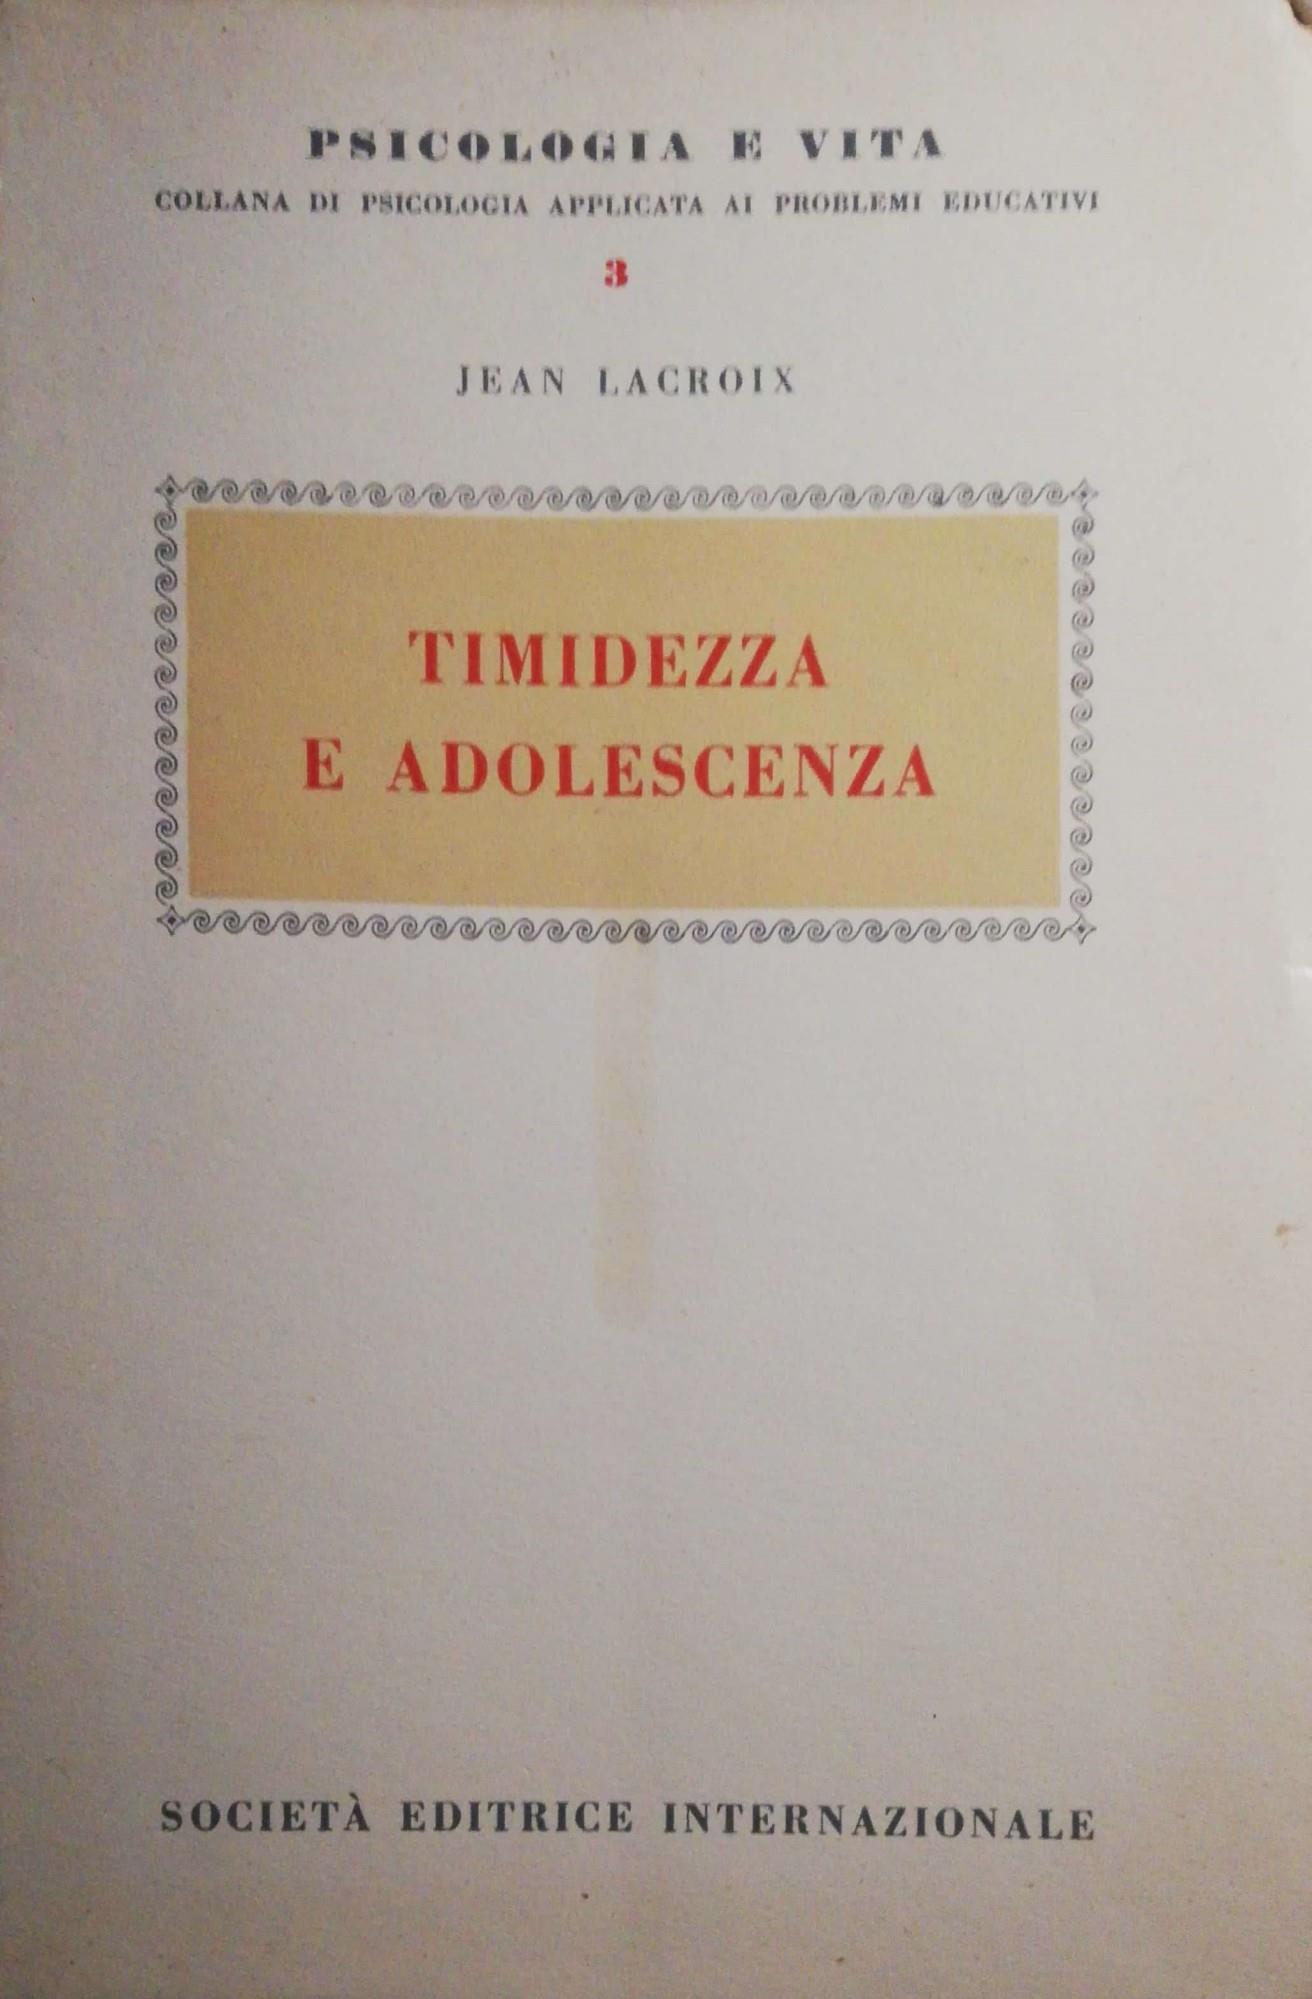 PSICOLOGIA E VITA
COLLANA DI PSICOLOGIA APPLICATA AI PROBLEMI EDUCATIVI
3
JEAN LACROIX
TIMIDEZZA
E ADOLESCENZA
SOCIETÀ EDITRICE INTERNAZIONALE